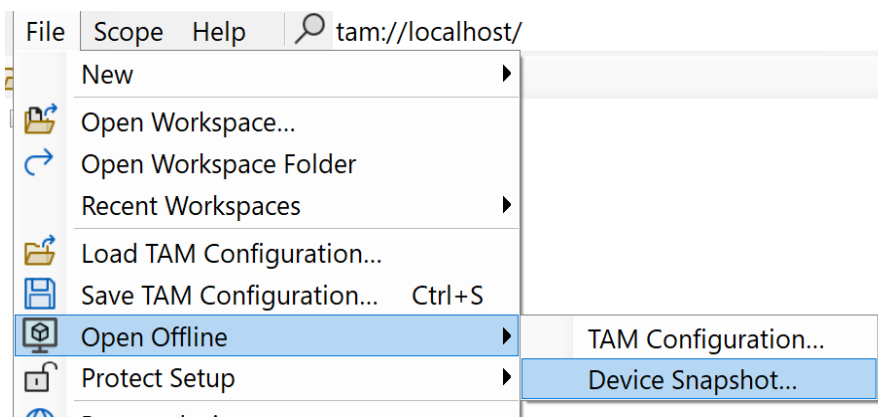 File Scope Help tam://localhost/
New
Open Workspace...
Open Workspace Folder
Recent Workspaces
Load TAM Configuration...
Save TAM Configuration... Ctrl+S
Open Offline
TAM Configuration...
Protect Setup
Device Snapshot...